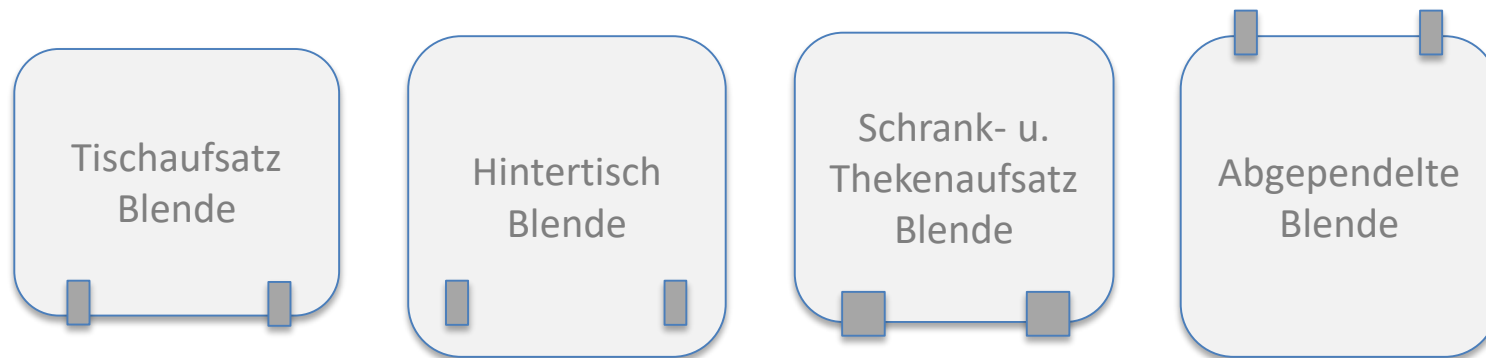 Tischaufsatz
Blende
Hintertisch
Blende
Schrank- u.
Thekenaufsatz
Blende
Abgependelte
Blende